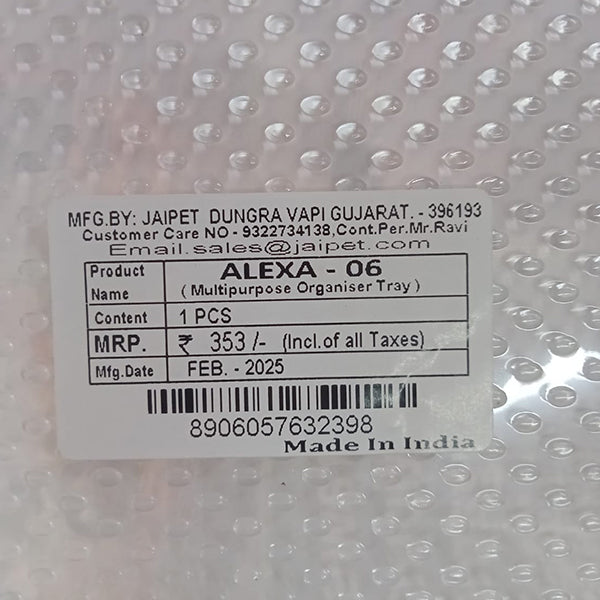 MFG.BY: JAIPET DUNGRA VAPI GUJARAT. - 396193
Customer Care NO - 9322734138,Cont.Per.Mr.Ravi
Email.sales@jaipet.com
Product Name ALEXA - 06
(Multipurpose Organiser Tray)
Content 1 PCS
MRP. ₹ 353/- (Incl.of all Taxes)
Mfg.Date FEB. - 2025
8906057632398
Made In India